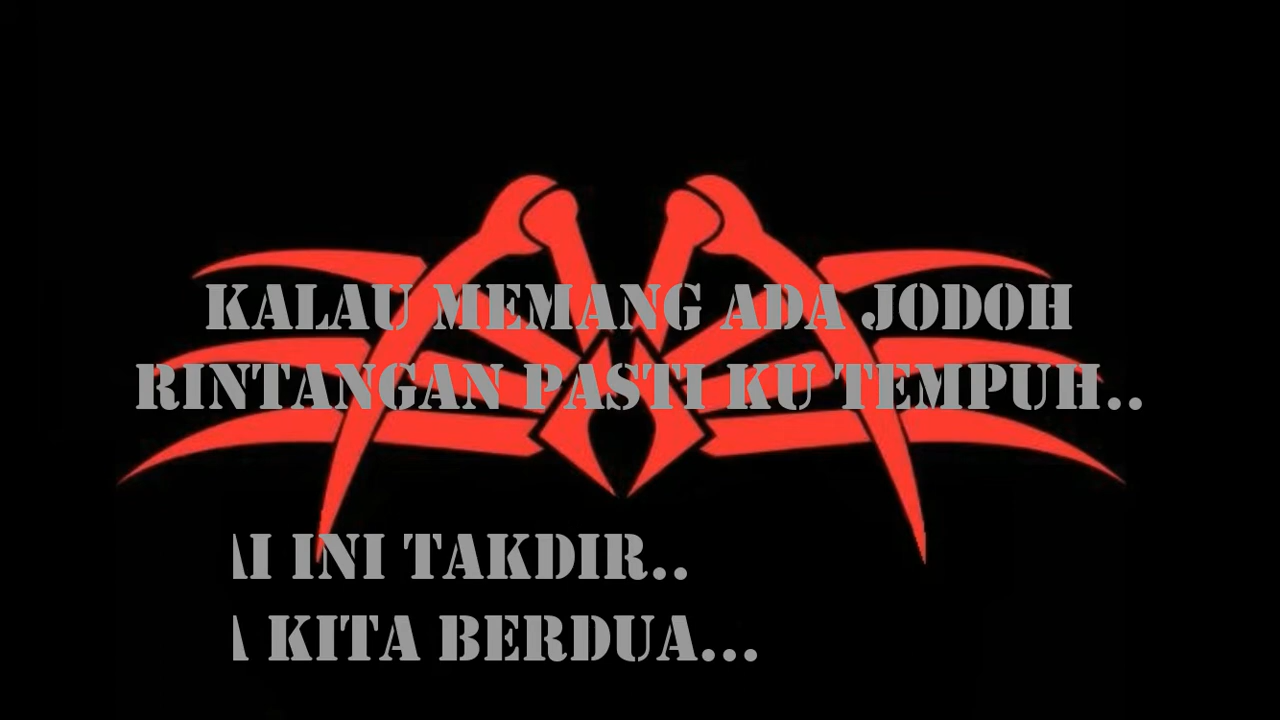 KALAU MEMANG ADA JODOH
RINTANGAN PASTI KU TEMPUH..
INI TAKDIR..
KITA BERDUA...